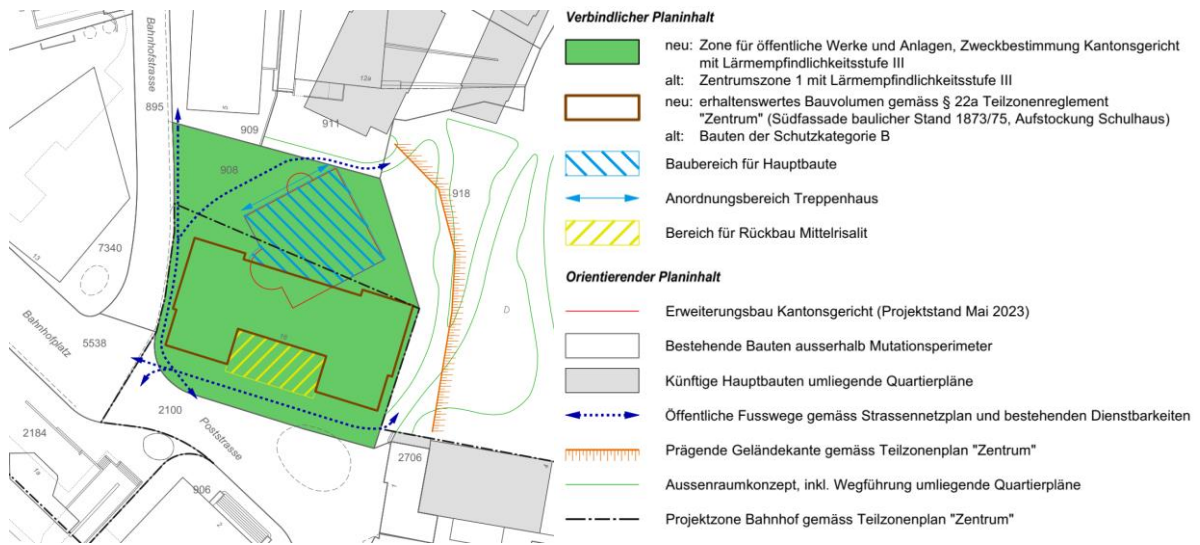 Bahnhofstrasse
895
909
911
12a
908
918
7340
13
D
Bahnhofplatz
5538
2100
Poststrasse
2184
1a
906
2
2706
Verbindlicher Planinhalt
neu: Zone für öffentliche Werke und Anlagen, Zweckbestimmung Kantonsgericht
mit Lärmempfindlichkeitsstufe III
alt: Zentrumszone 1 mit Lärmempfindlichkeitsstufe III
neu: erhaltenswertes Bauvolumen gemäss § 22a Teilzonenreglement
"Zentrum" (Südfassade baulicher Stand 1873/75, Aufstockung Schulhaus)
alt: Bauten der Schutzkategorie B
Baubereich für Hauptbaute
Anordnungsbereich Treppenhaus
Bereich für Rückbau Mittelrisalit
Orientierender Planinhalt
Erweiterungsbau Kantonsgericht (Projektstand Mai 2023)
Bestehende Bauten ausserhalb Mutationsperimeter
Künftige Hauptbauten umliegende Quartierpläne
Öffentliche Fusswege gemäss Strassennetzplan und bestehenden Dienstbarkeiten
Prägende Geländekante gemäss Teilzonenplan "Zentrum"
Aussenraumkonzept, inkl. Wegführung umliegende Quartierpläne
Projektzone Bahnhof gemäss Teilzonenplan "Zentrum"